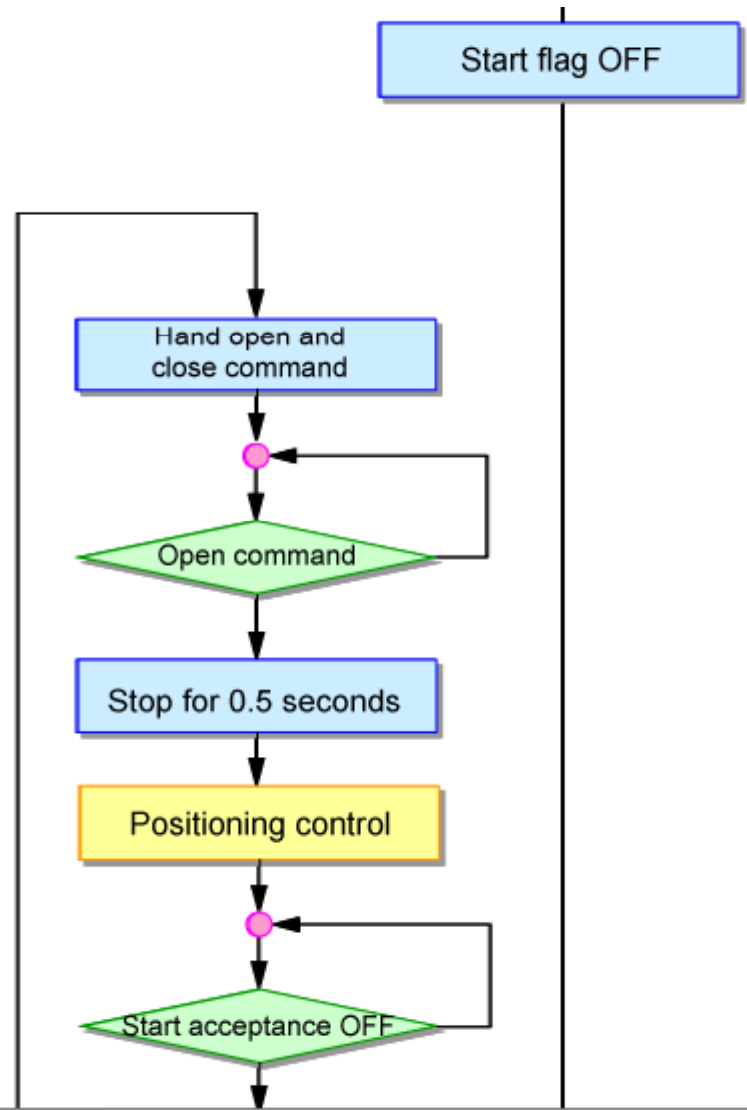 Start flag OFF
Hand open and
close command
Open command
Stop for 0.5 seconds
Positioning control
Start acceptance OFF